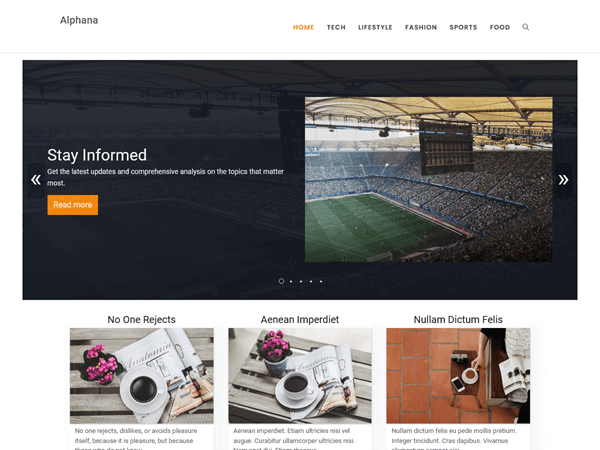 Alphana
HOME TECH LIFESTYLE FASHION SPORTS FOOD
Stay Informed
Get the latest updates and comprehensive analysis on the topics that matter
most.
Read more
« »
No One Rejects
Aenean Imperdiet
Nullam Dictum Felis
No one rejects, dislikes, or avoids pleasure
itself, because it is pleasure, but because
Aenean imperdiet. Etiam ultricies nisi vel
augue. Curabitur ullamcorper ultricies nisi.
Nullam dictum felis eu pede mollis pretium.
Integer tincidunt. Cras dapibus. Vivamus